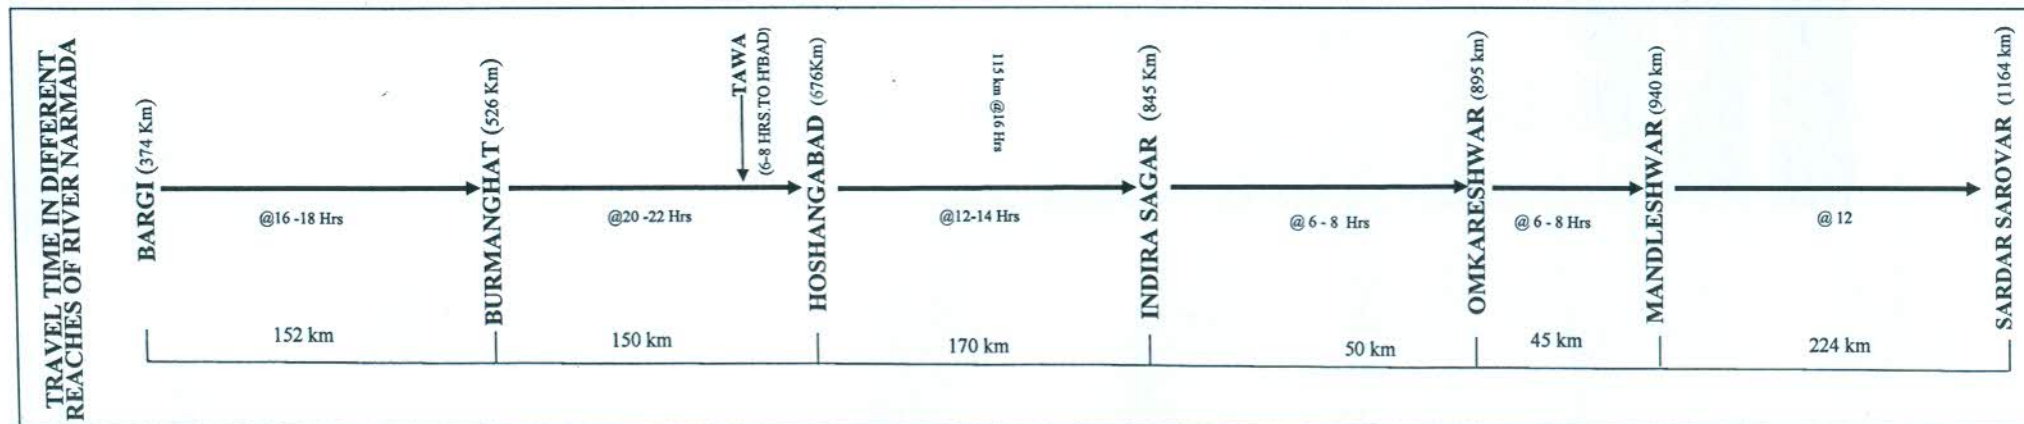 TRAVEL TIME IN DIFFERENT
REACHES OF RIVER NARMADA
BARGI (374 Km)
@16 -18 Hrs
152 km
BURMANGHAT (526 Km)
@20 -22 Hrs
150 km
TAWA
(6-8 HRS.TO H'BAD)
HOSHANGABAD (676Km)
115 km @16 Hrs
@12-14 Hrs
170 km
INDIRA SAGAR (845 Km)
@ 6 - 8 Hrs
50 km
OMKARESHWAR (895 km)
@ 6 - 8 Hrs
45 km
MANDLESHWAR (940 km)
@ 12
224 km
SARDAR SAROVAR (1164 km)